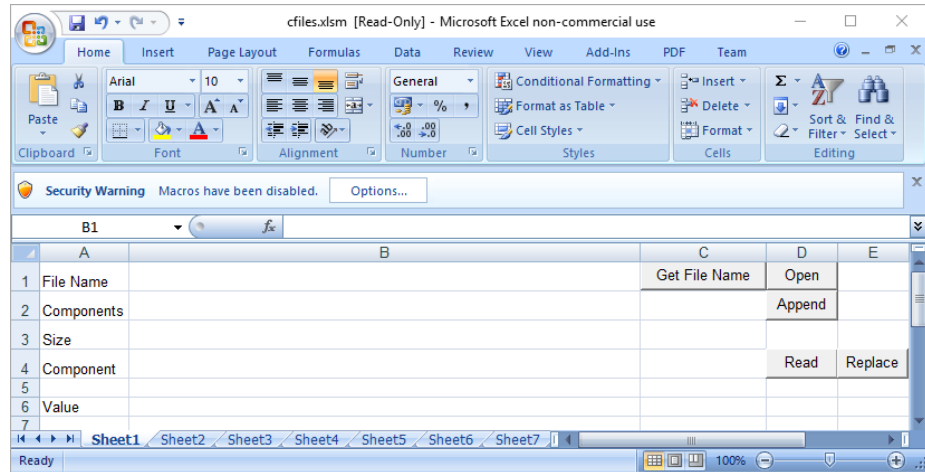 cfiles.xlsm [Read-Only] - Microsoft Excel non-commercial use
Home Insert Page Layout Formulas Data Review View Add-Ins PDF Team
Paste
Arial 10
B I U A A
A
General
% ,
.0 .00 .00 .0
Conditional Formatting
Format as Table
Cell Styles
Insert
Delete
Format
Σ
A Z
Sort & Filter
Find & Select
Clipboard Font Alignment Number Styles Cells Editing
Security Warning Macros have been disabled. Options...
B1 fx
A B C D E
1 File Name Get File Name Open
2 Components Append
3 Size
4 Component Read Replace
5
6 Value
7
Sheet1 Sheet2 Sheet3 Sheet4 Sheet5 Sheet6 Sheet7
Ready 100%